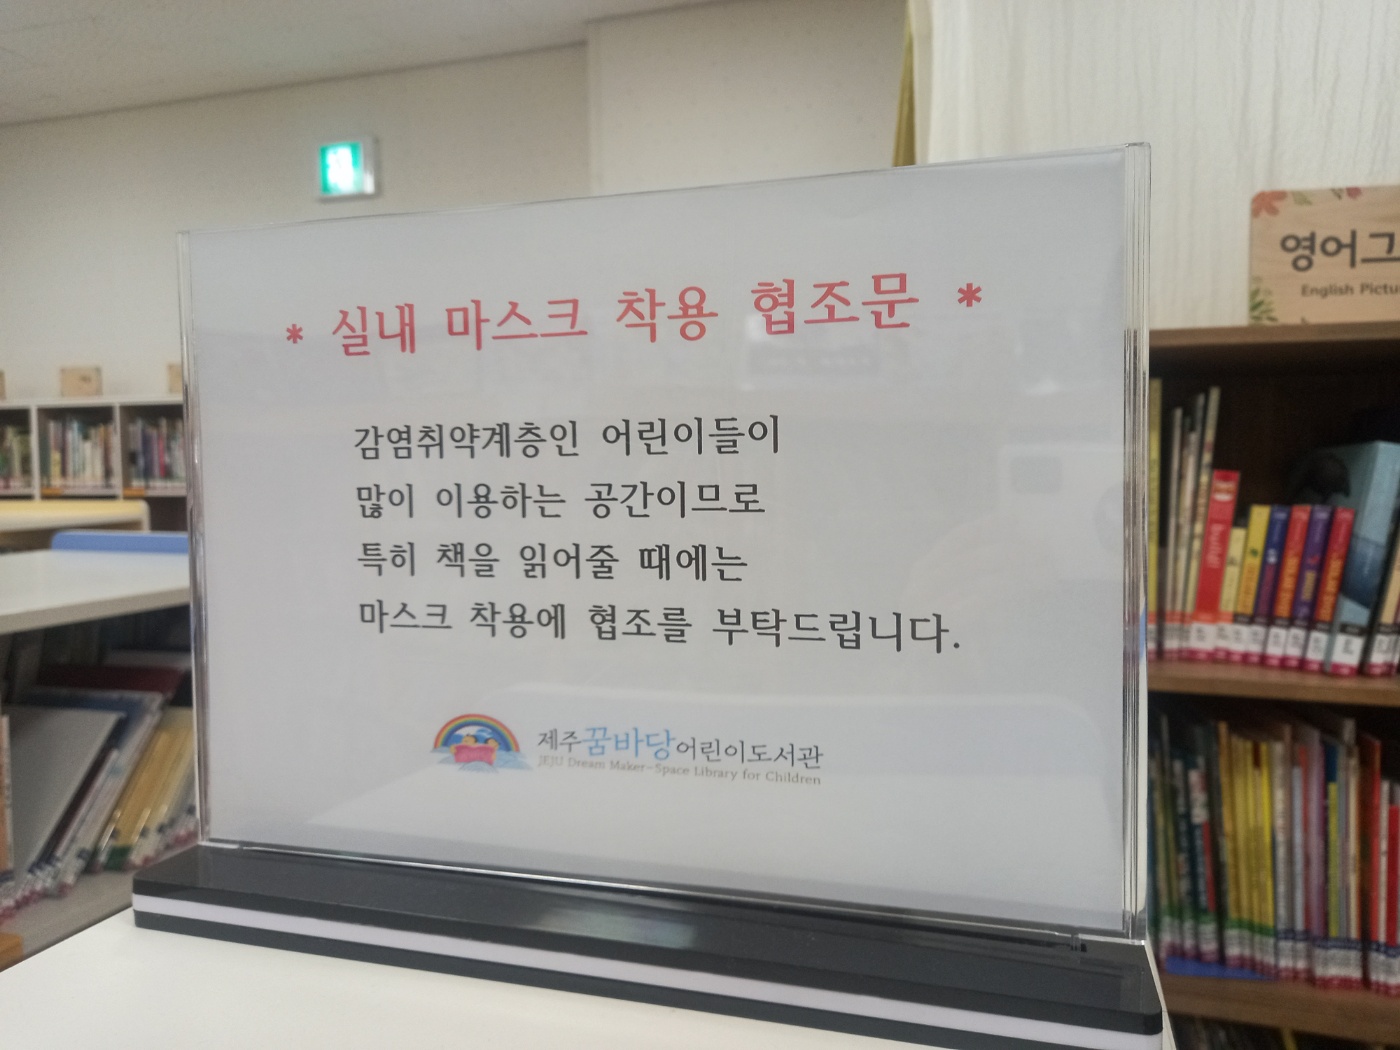 * 실내 마스크 착용 협조문 *
감염취약계층인 어린이들이
많이 이용하는 공간이므로
특히 책을 읽어줄 때에는
마스크 착용에 협조를 부탁드립니다.
제주꿈바당어린이도서관
JEJU Dream Maker-Space Library for Children
영어그
English Pictu